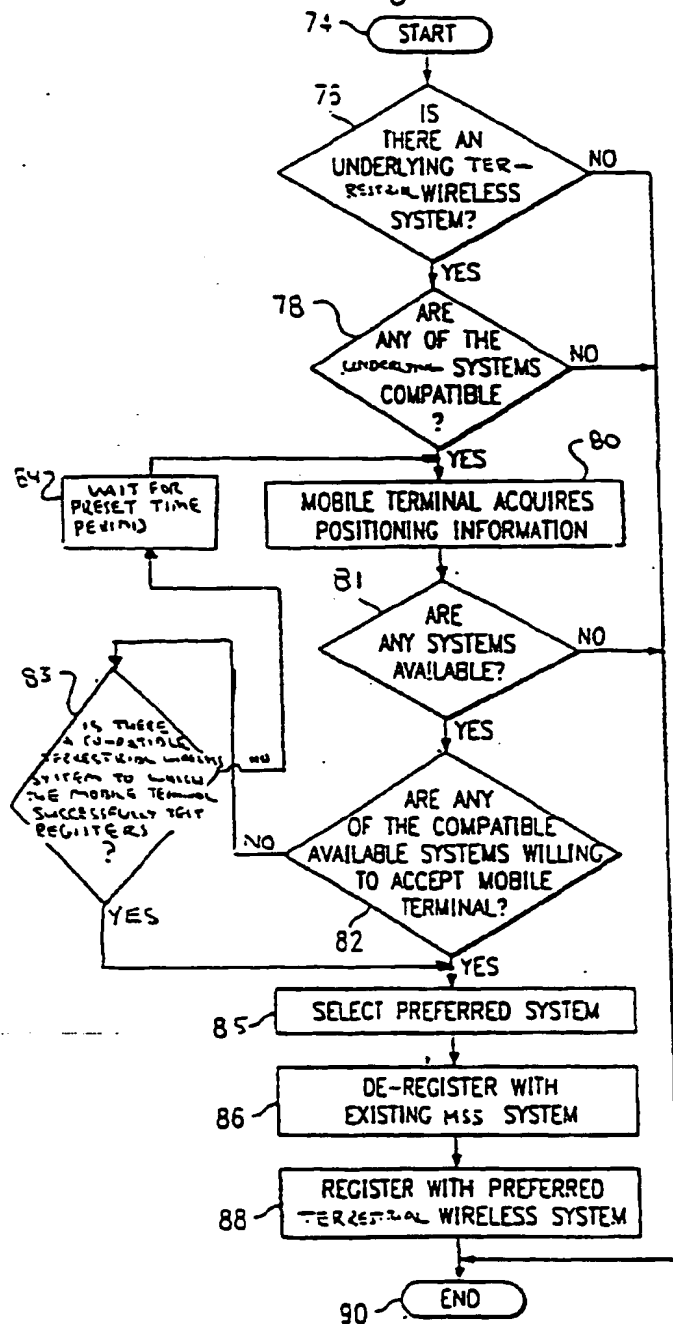 74
START
76
IS
THERE AN
UNDERLYING TER-
RESTRIAL WIRELESS
SYSTEM?
NO
YES
78
ARE
ANY OF THE
UNDERLYING SYSTEMS
COMPATIBLE
?
NO
YES
80
84
WAIT FOR
PRESET TIME
PERIOD
MOBILE TERMINAL ACQUIRES
POSITIONING INFORMATION
81
ARE
ANY SYSTEMS
AVAILABLE?
NO
YES
83
IS THERE
A COMPATIBLE
TERRESTRIAL WIRELESS
NO
SYSTEM TO WHICH
THE MOBILE TERMINAL
SUCCESSFULLY TEST
REGISTERS
?
YES
ARE ANY
OF THE COMPATIBLE
AVAILABLE SYSTEMS WILLING
TO ACCEPT MOBILE
TERMINAL?
NO
82
YES
85
SELECT PREFERRED SYSTEM
86
DE-REGISTER WITH
EXISTING MSS SYSTEM
88
REGISTER WITH PREFERRED
TERRESTRIAL WIRELESS SYSTEM
90
END